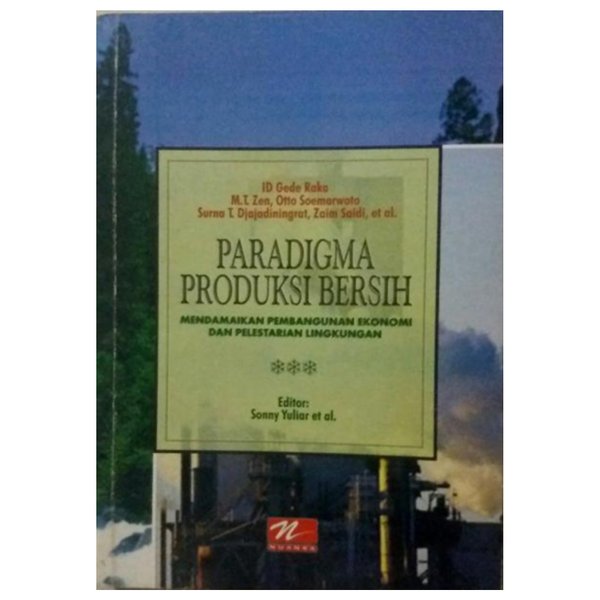 ID Gede Raka
M.T. Zen, Otto Soemarwoto
Surna T. Djajadiningrat, Zaim Saidi, et al.
PARADIGMA
PRODUKSI BERSIH
MENDAMAIKAN PEMBANGUNAN EKONOMI
DAN PELESTARIAN LINGKUNGAN
Editor:
Sonny Yuliar et al.
n
NUANSA